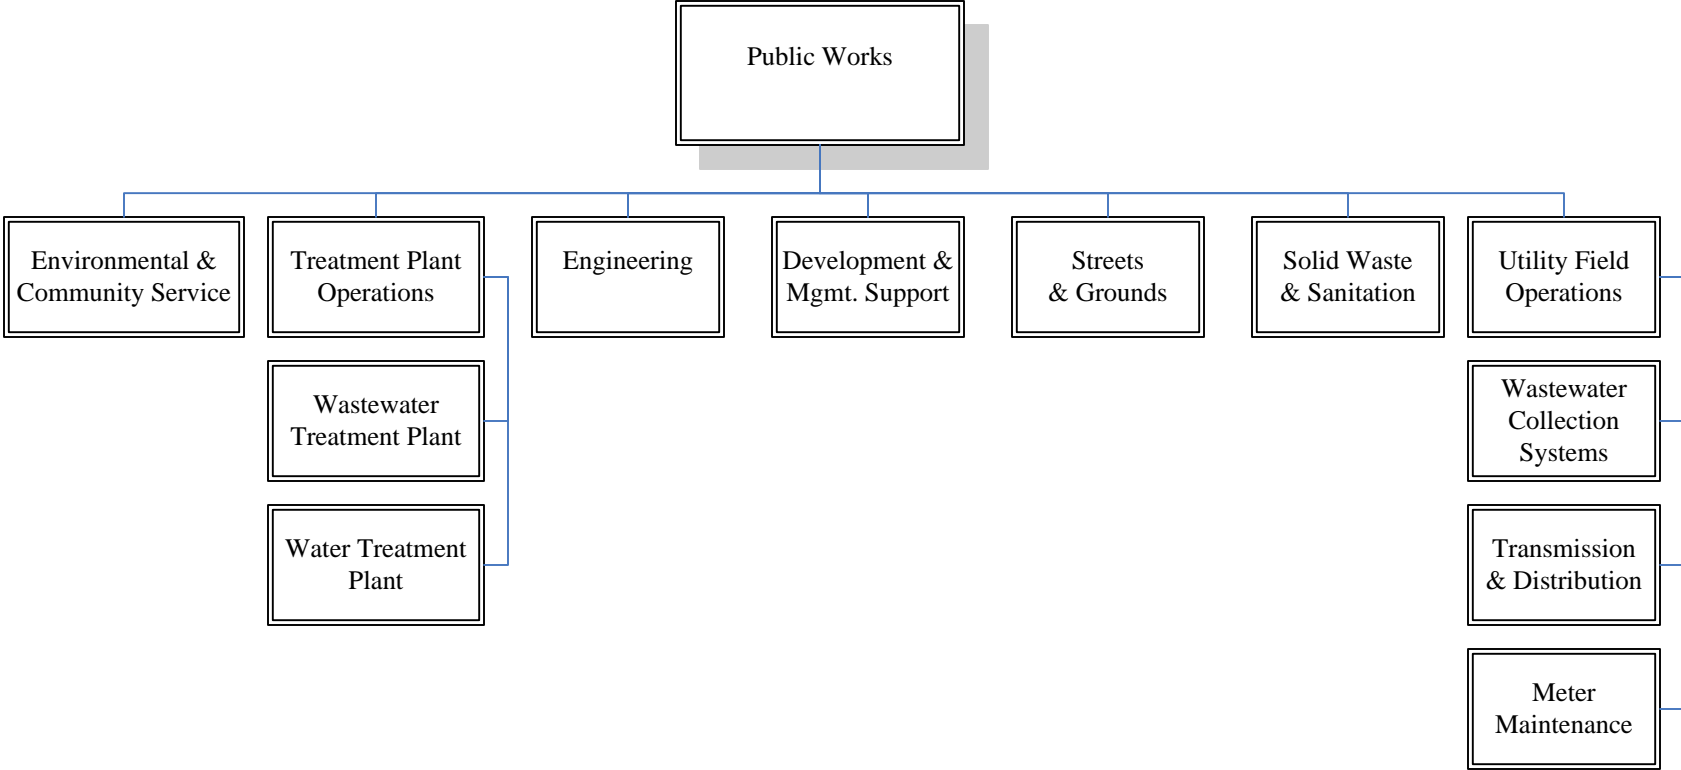 Public Works
Environmental &
Community Service
Treatment Plant
Operations
Engineering
Development &
Mgmt. Support
Streets
& Grounds
Solid Waste
& Sanitation
Utility Field
Operations
Wastewater
Treatment Plant
Wastewater
Collection
Systems
Water Treatment
Plant
Transmission
& Distribution
Meter
Maintenance